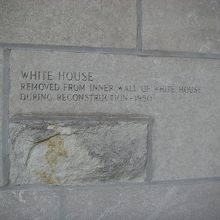 WHITE HOUSE
REMOVED FROM INNER WALL OF WHITE HOUSE
DURING RECONSTRUCTION-1950